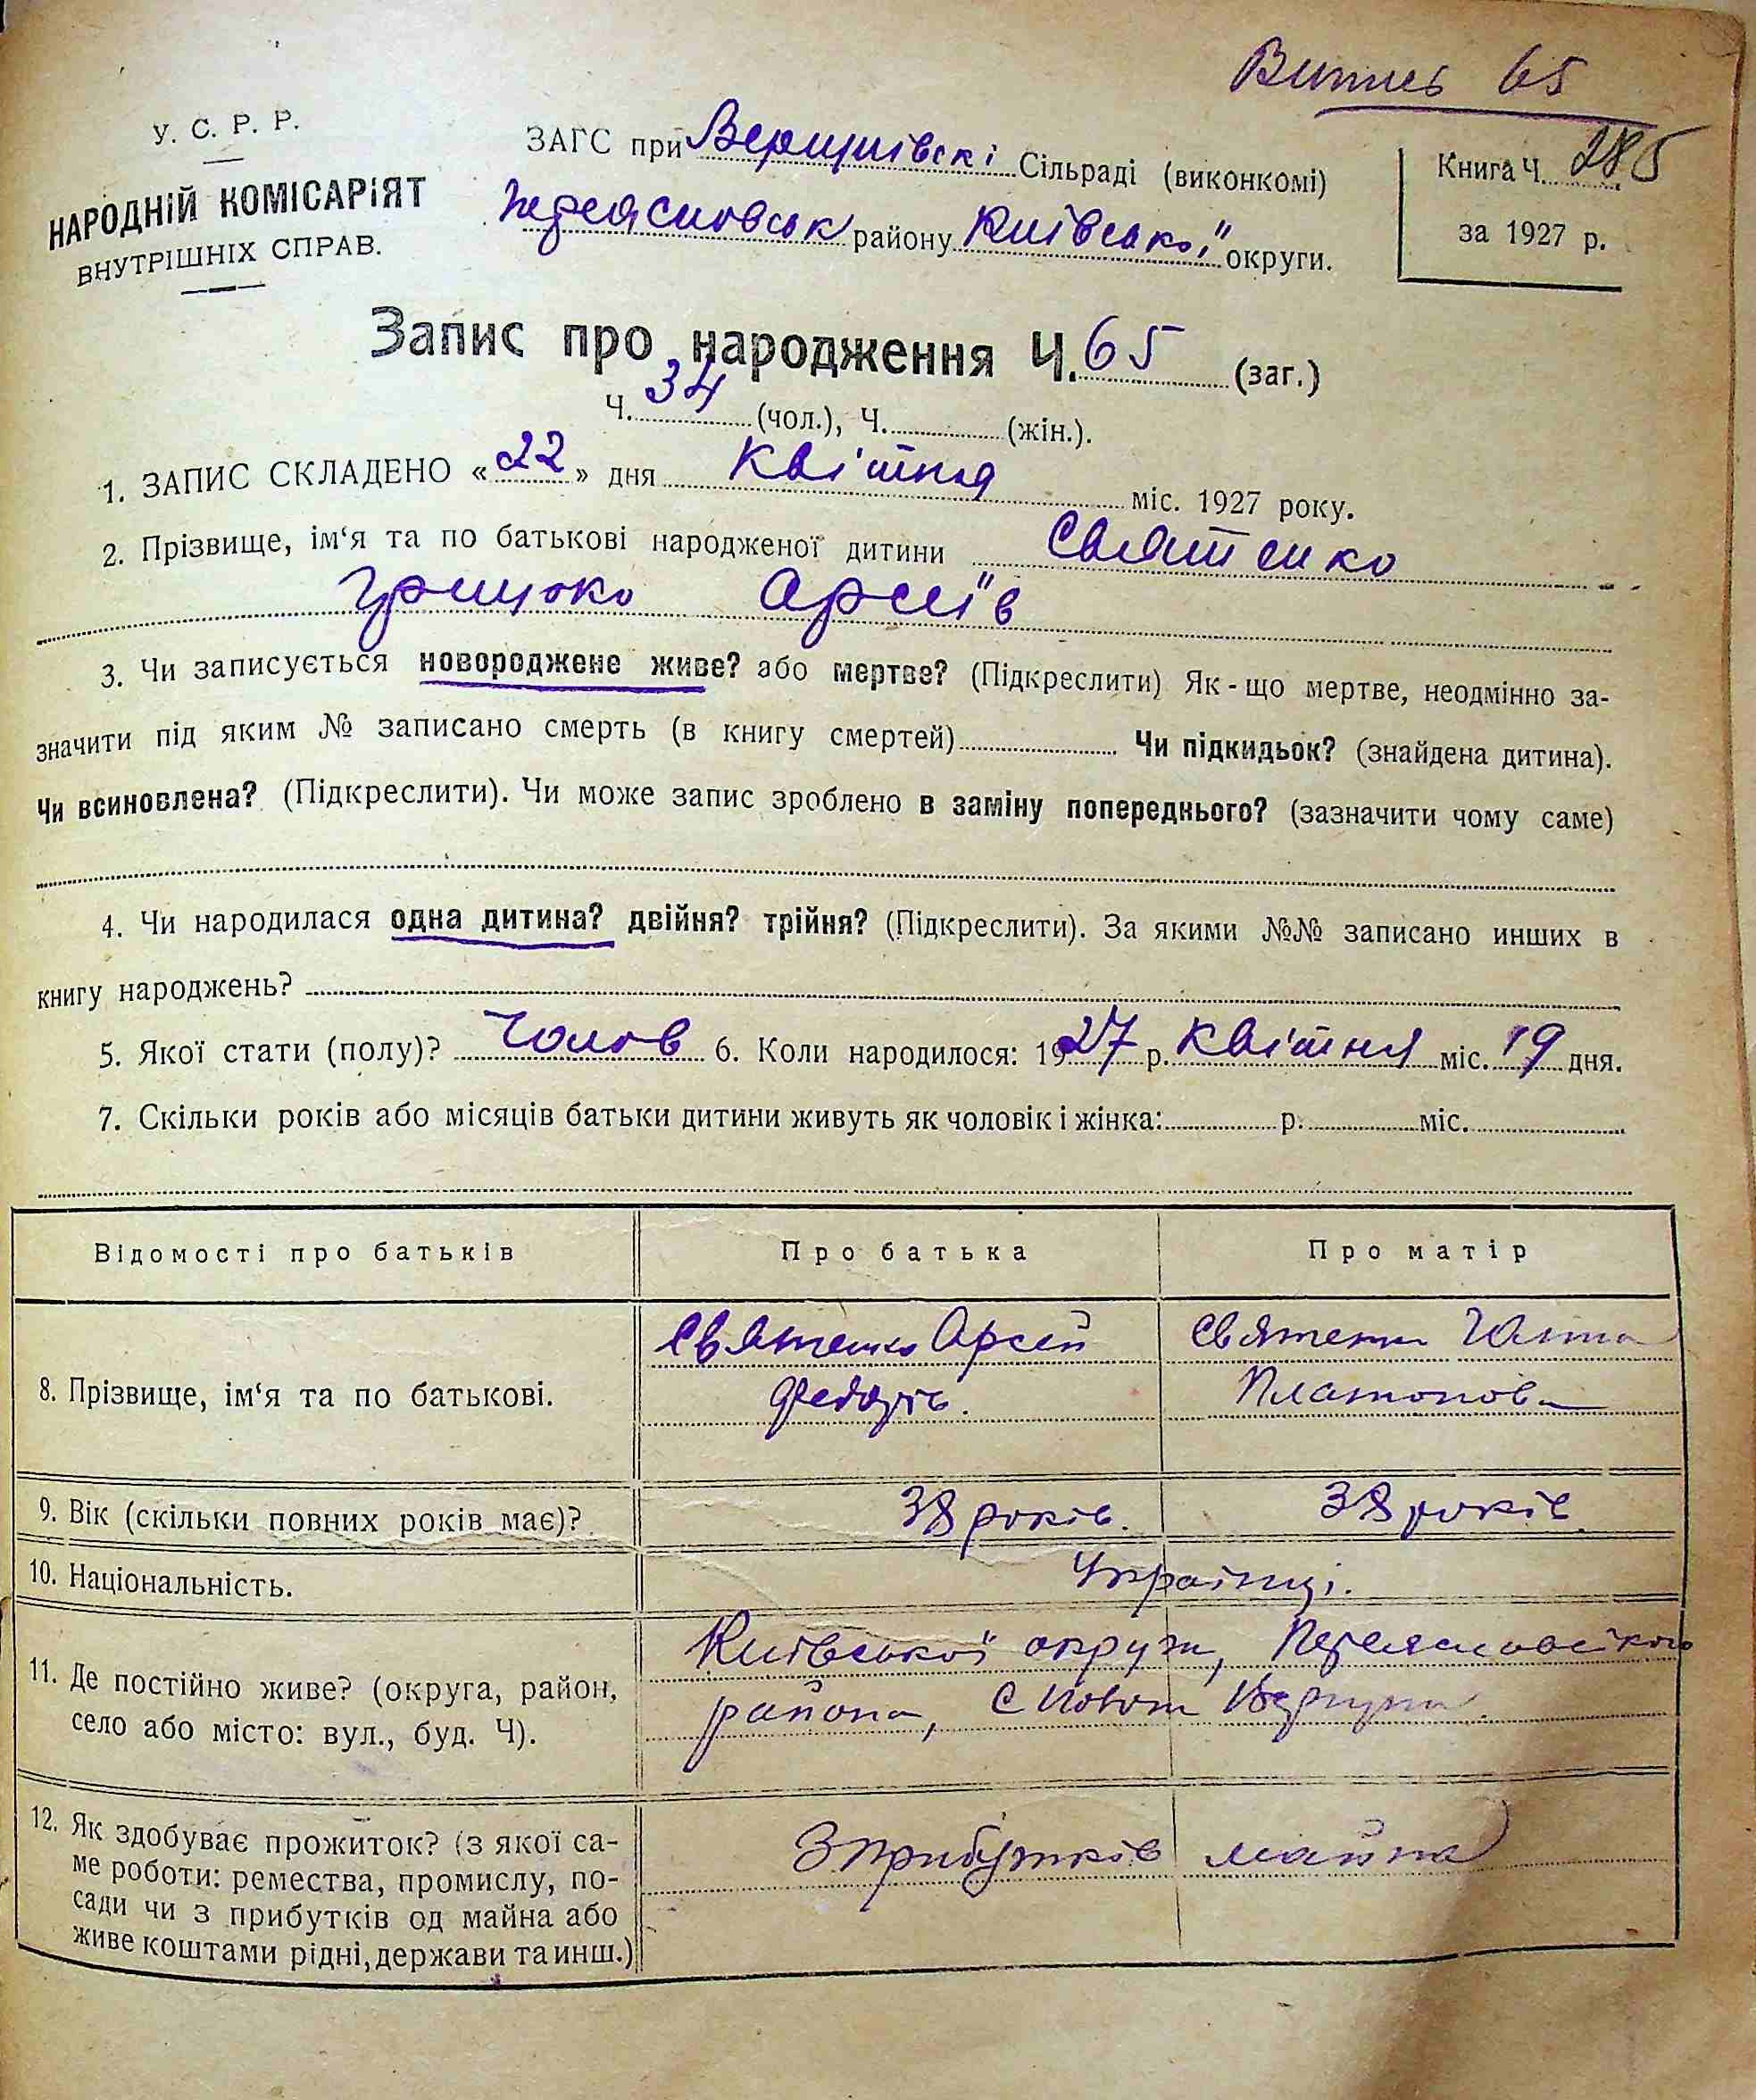 Витис 65
У. С. Р. Р.
НАРОДНІЙ КОМІСАРІЯТ
ВНУТРІШНІХ СПРАВ.
ЗАГС при Сільраді (виконкомі)
району Київської округи.
Книга Ч. 285
за 1927 р.
Запис про народження Ч. 65 (заг.)
Ч. 34 (чол.), Ч. (жін.).
1. ЗАПИС СКЛАДЕНО «22» дня Квітня міс. 1927 року.
2. Прізвище, ім‘я та по батькові народженої дитини Святенко
Грицько Арсеїв
3. Чи записується новороджене живе? або мертве? (Підкреслити) Як-що мертве, неодмінно за-
значити під яким № записано смерть (в книгу смертей) Чи підкидьок? (знайдена дитина).
Чи всиновлена? (Підкреслити). Чи може запис зроблено в заміну попереднього? (зазначити чому саме)
4. Чи народилася одна дитина? двійня? трійня? (Підкреслити). За якими №№ записано инших в
книгу народжень?
5. Якої стати (полу)? Чолов 6. Коли народилося: 1927 р. Квітня міс. 19 дня.
7. Скільки років або місяців батьки дитини живуть як чоловік і жінка: р. міс.
Відомості про батьків Про батька Про матір
8. Прізвище, ім‘я та по батькові.
Святенко Арсей
Святенко Ганна
Платонов
9. Вік (скільки повних років має)? 38 років. 38 років.
10. Національність. Українці.
11. Де постійно живе? (округа, район,
село або місто: вул., буд. Ч).
Київської округи,
района, с
12. Як здобуває прожиток? (з якої са-
ме роботи: ремества, промислу, по-
сади чи з прибутків од майна або
живе коштами рідні, держави та инш.)
З прибутків майна